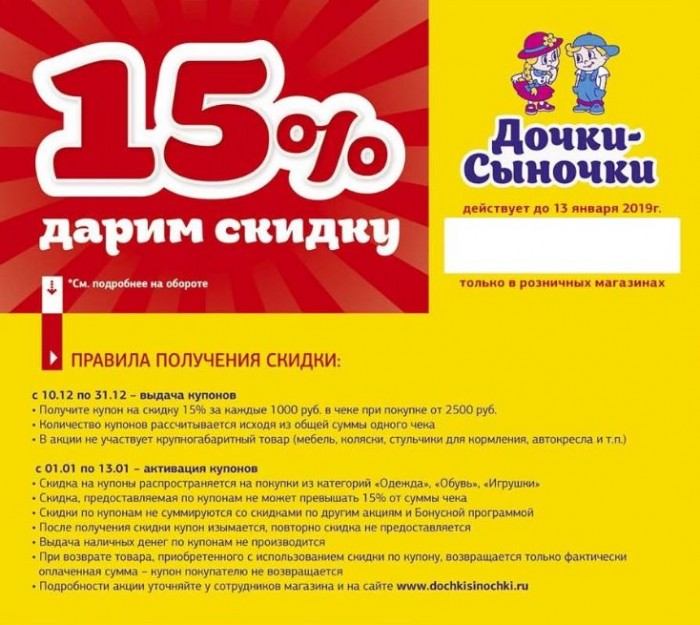 15%
дарим скидку
*См. подробнее на обороте
Дочки-
Сыночки
действует до 13 января 2019г.
только в розничных магазинах
ПРАВИЛА ПОЛУЧЕНИЯ СКИДКИ:
с 10.12 по 31.12 – выдача купонов
• Получите купон на скидку 15% за каждые 1000 руб. в чеке при покупке от 2500 руб.
• Количество купонов рассчитывается исходя из общей суммы одного чека
• В акции не участвует крупногабаритный товар (мебель, коляски, стульчики для кормления, автокресла и т.п.)
с 01.01 по 13.01 – активация купонов
• Скидка на купоны распространяется на покупки из категорий «Одежда», «Обувь», «Игрушки»
• Скидка, предоставляемая по купонам не может превышать 15% от суммы чека
• Скидки по купонам не суммируются со скидками по другим акциям и Бонусной программой
• После получения скидки купон изымается, повторно скидка не предоставляется
• Выдача наличных денег по купонам не производится
• При возврате товара, приобретенного с использованием скидки по купону, возвращается только фактически
оплаченная сумма – купон покупателю не возвращается
• Подробности акции уточняйте у сотрудников магазина и на сайте www.dochkisinochki.ru